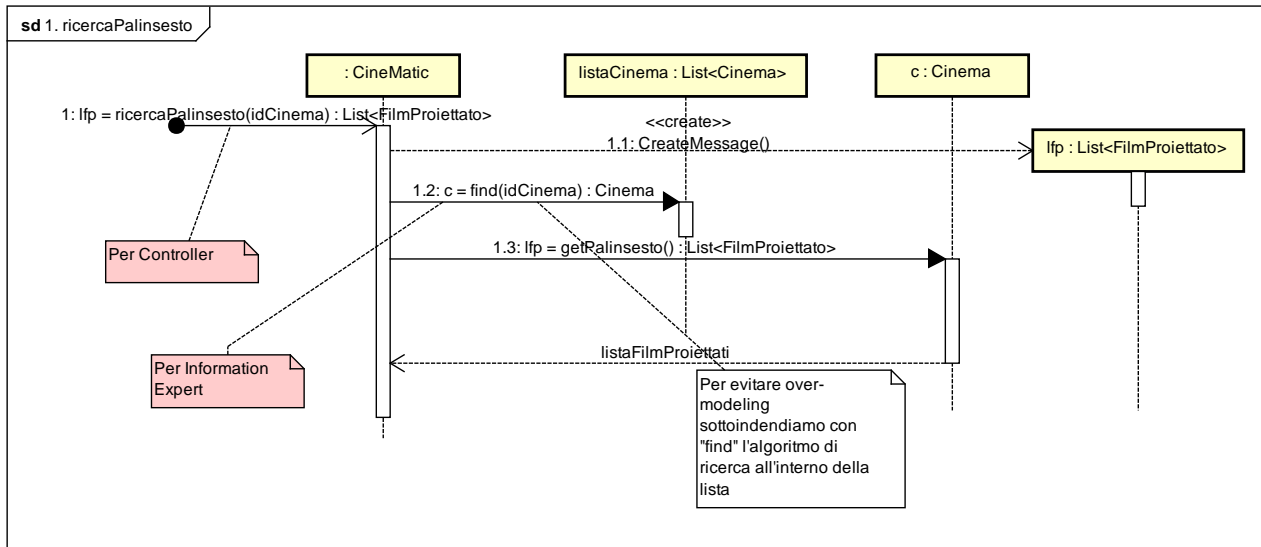 sd 1. ricercaPalinsesto
: CineMatic
listaCinema : List<Cinema>
c : Cinema
1: lfp = ricercaPalinsesto(idCinema) : List<FilmProiettato>
<<create>>
1.1: CreateMessage()
lfp : List<FilmProiettato>
1.2: c = find(idCinema) : Cinema
Per Controller
1.3: lfp = getPalinsesto() : List<FilmProiettato>
listaFilmProiettati
Per Information
Expert
Per evitare over-
modeling
sottoindendiamo con
"find" l'algoritmo di
ricerca all'interno della
lista